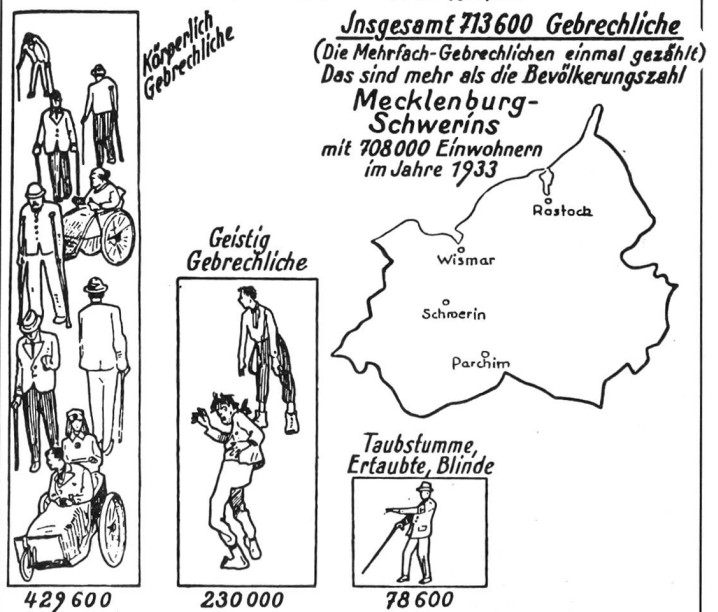 Insgesamt 713600 Gebrechliche
(Die Mehrfach-Gebrechlichen einmal gezählt)
Das sind mehr als die Bevölkerungszahl
Mecklenburg-
Schwerins
mit 708000 Einwohnern
im Jahre 1933
Körperlich
Gebrechliche
Rostock
Wismar
Schwerin
Parchim
Geistig
Gebrechliche
Taubstumme,
Ertaubte, Blinde
429600
230000
78600